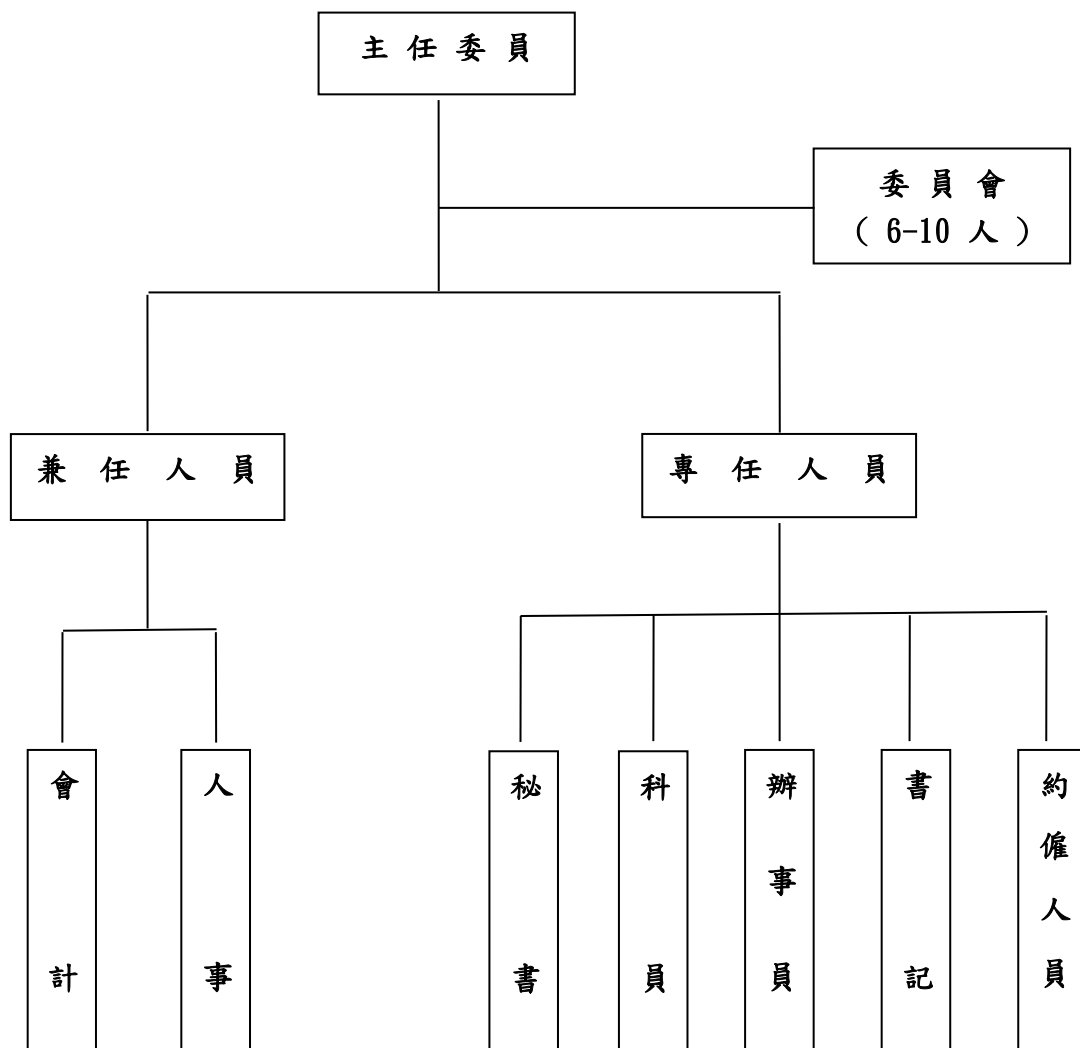 主任委員
委員會
( 6-10 人 )
兼任人員
專任人員
會計
人事
秘書
科員
辦事員
書記
約僱人員